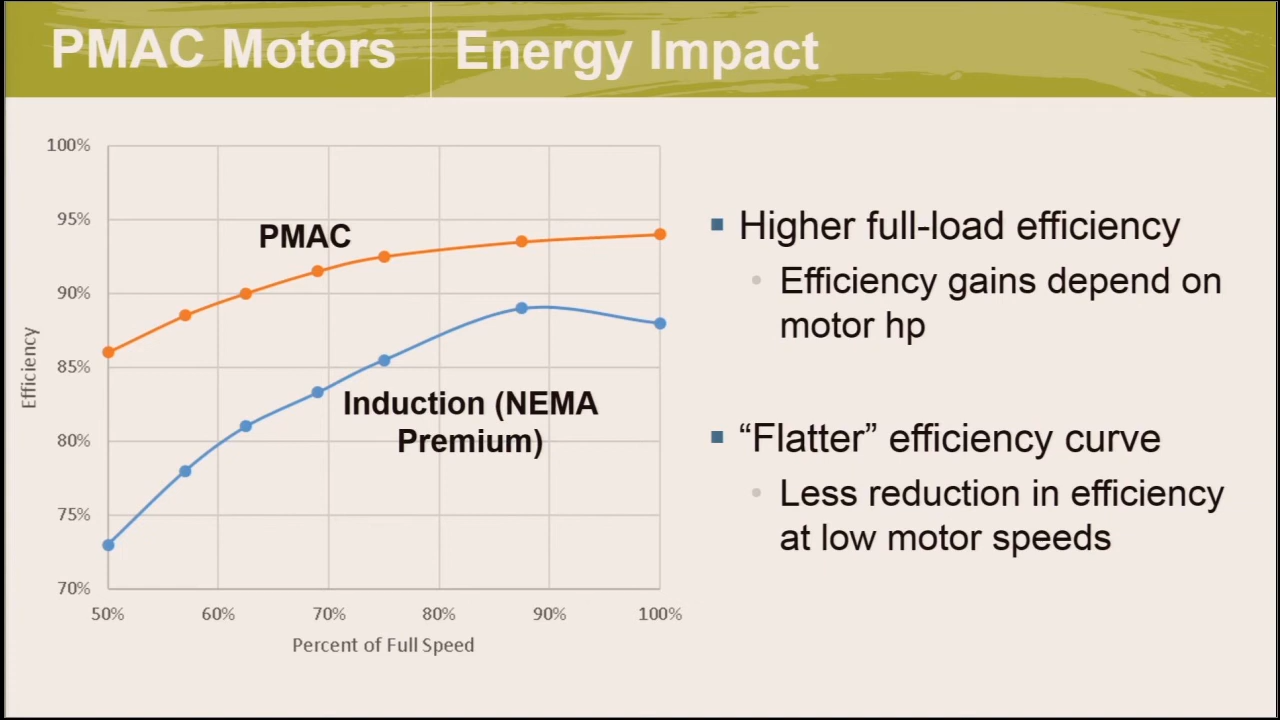 PMAC Motors
Energy Impact
100%
95%
90%
85%
80%
75%
70%
Efficiency
50%
60%
70%
80%
90%
100%
Percent of Full Speed
PMAC
Induction (NEMA
Premium)
Higher full-load efficiency
Efficiency gains depend on
motor hp
“Flatter” efficiency curve
Less reduction in efficiency
at low motor speeds